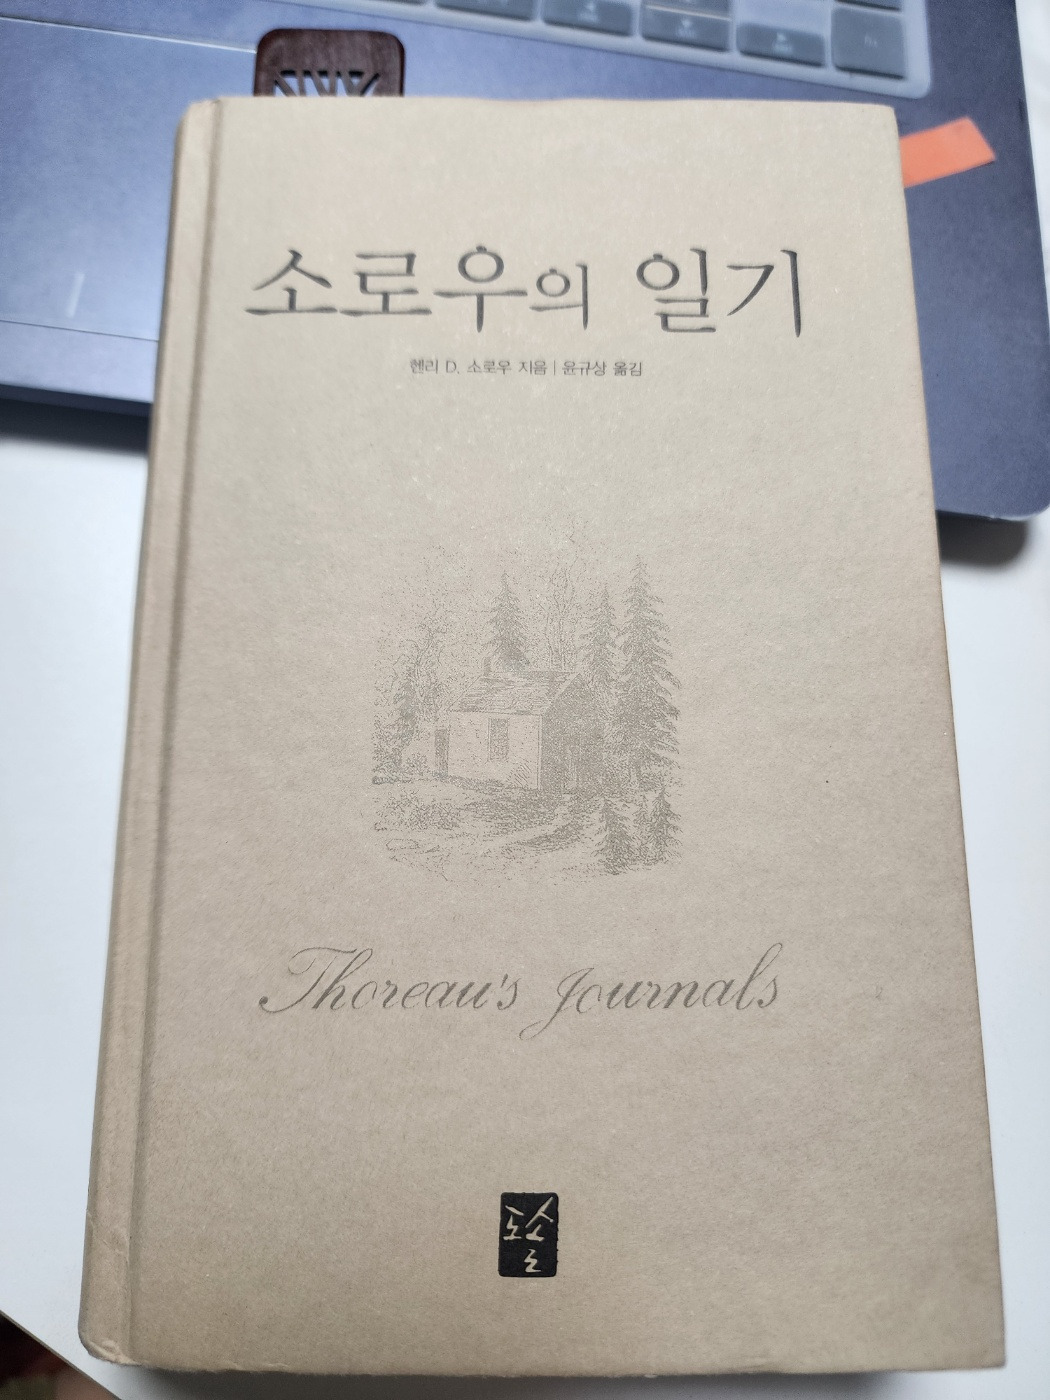 소로우의 일기
헨리 D. 소로우 지음 | 윤규상 옮김
Thoreau's Journals
도솔